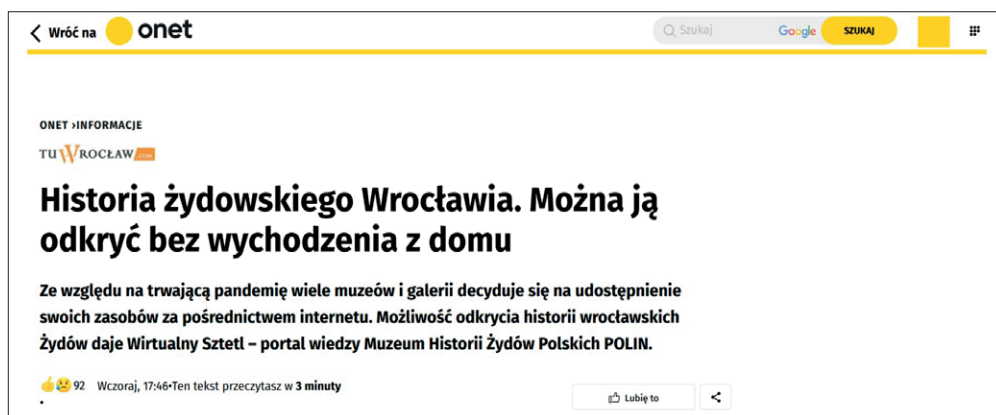 Wróć na onet
Szukaj Google SZUKAJ
ONET >INFORMACJE
TUWROCŁAW.COM
Historia żydowskiego Wrocławia. Można ją
odkryć bez wychodzenia z domu
Ze względu na trwającą pandemię wiele muzeów i galerii decyduje się na udostępnienie
swoich zasobów za pośrednictwem internetu. Możliwość odkrycia historii wrocławskich
Żydów daje Wirtualny Sztetl – portal wiedzy Muzeum Historii Żydów Polskich POLIN.
92 Wczoraj, 17:46•Ten tekst przeczytasz w 3 minuty
Lubię to